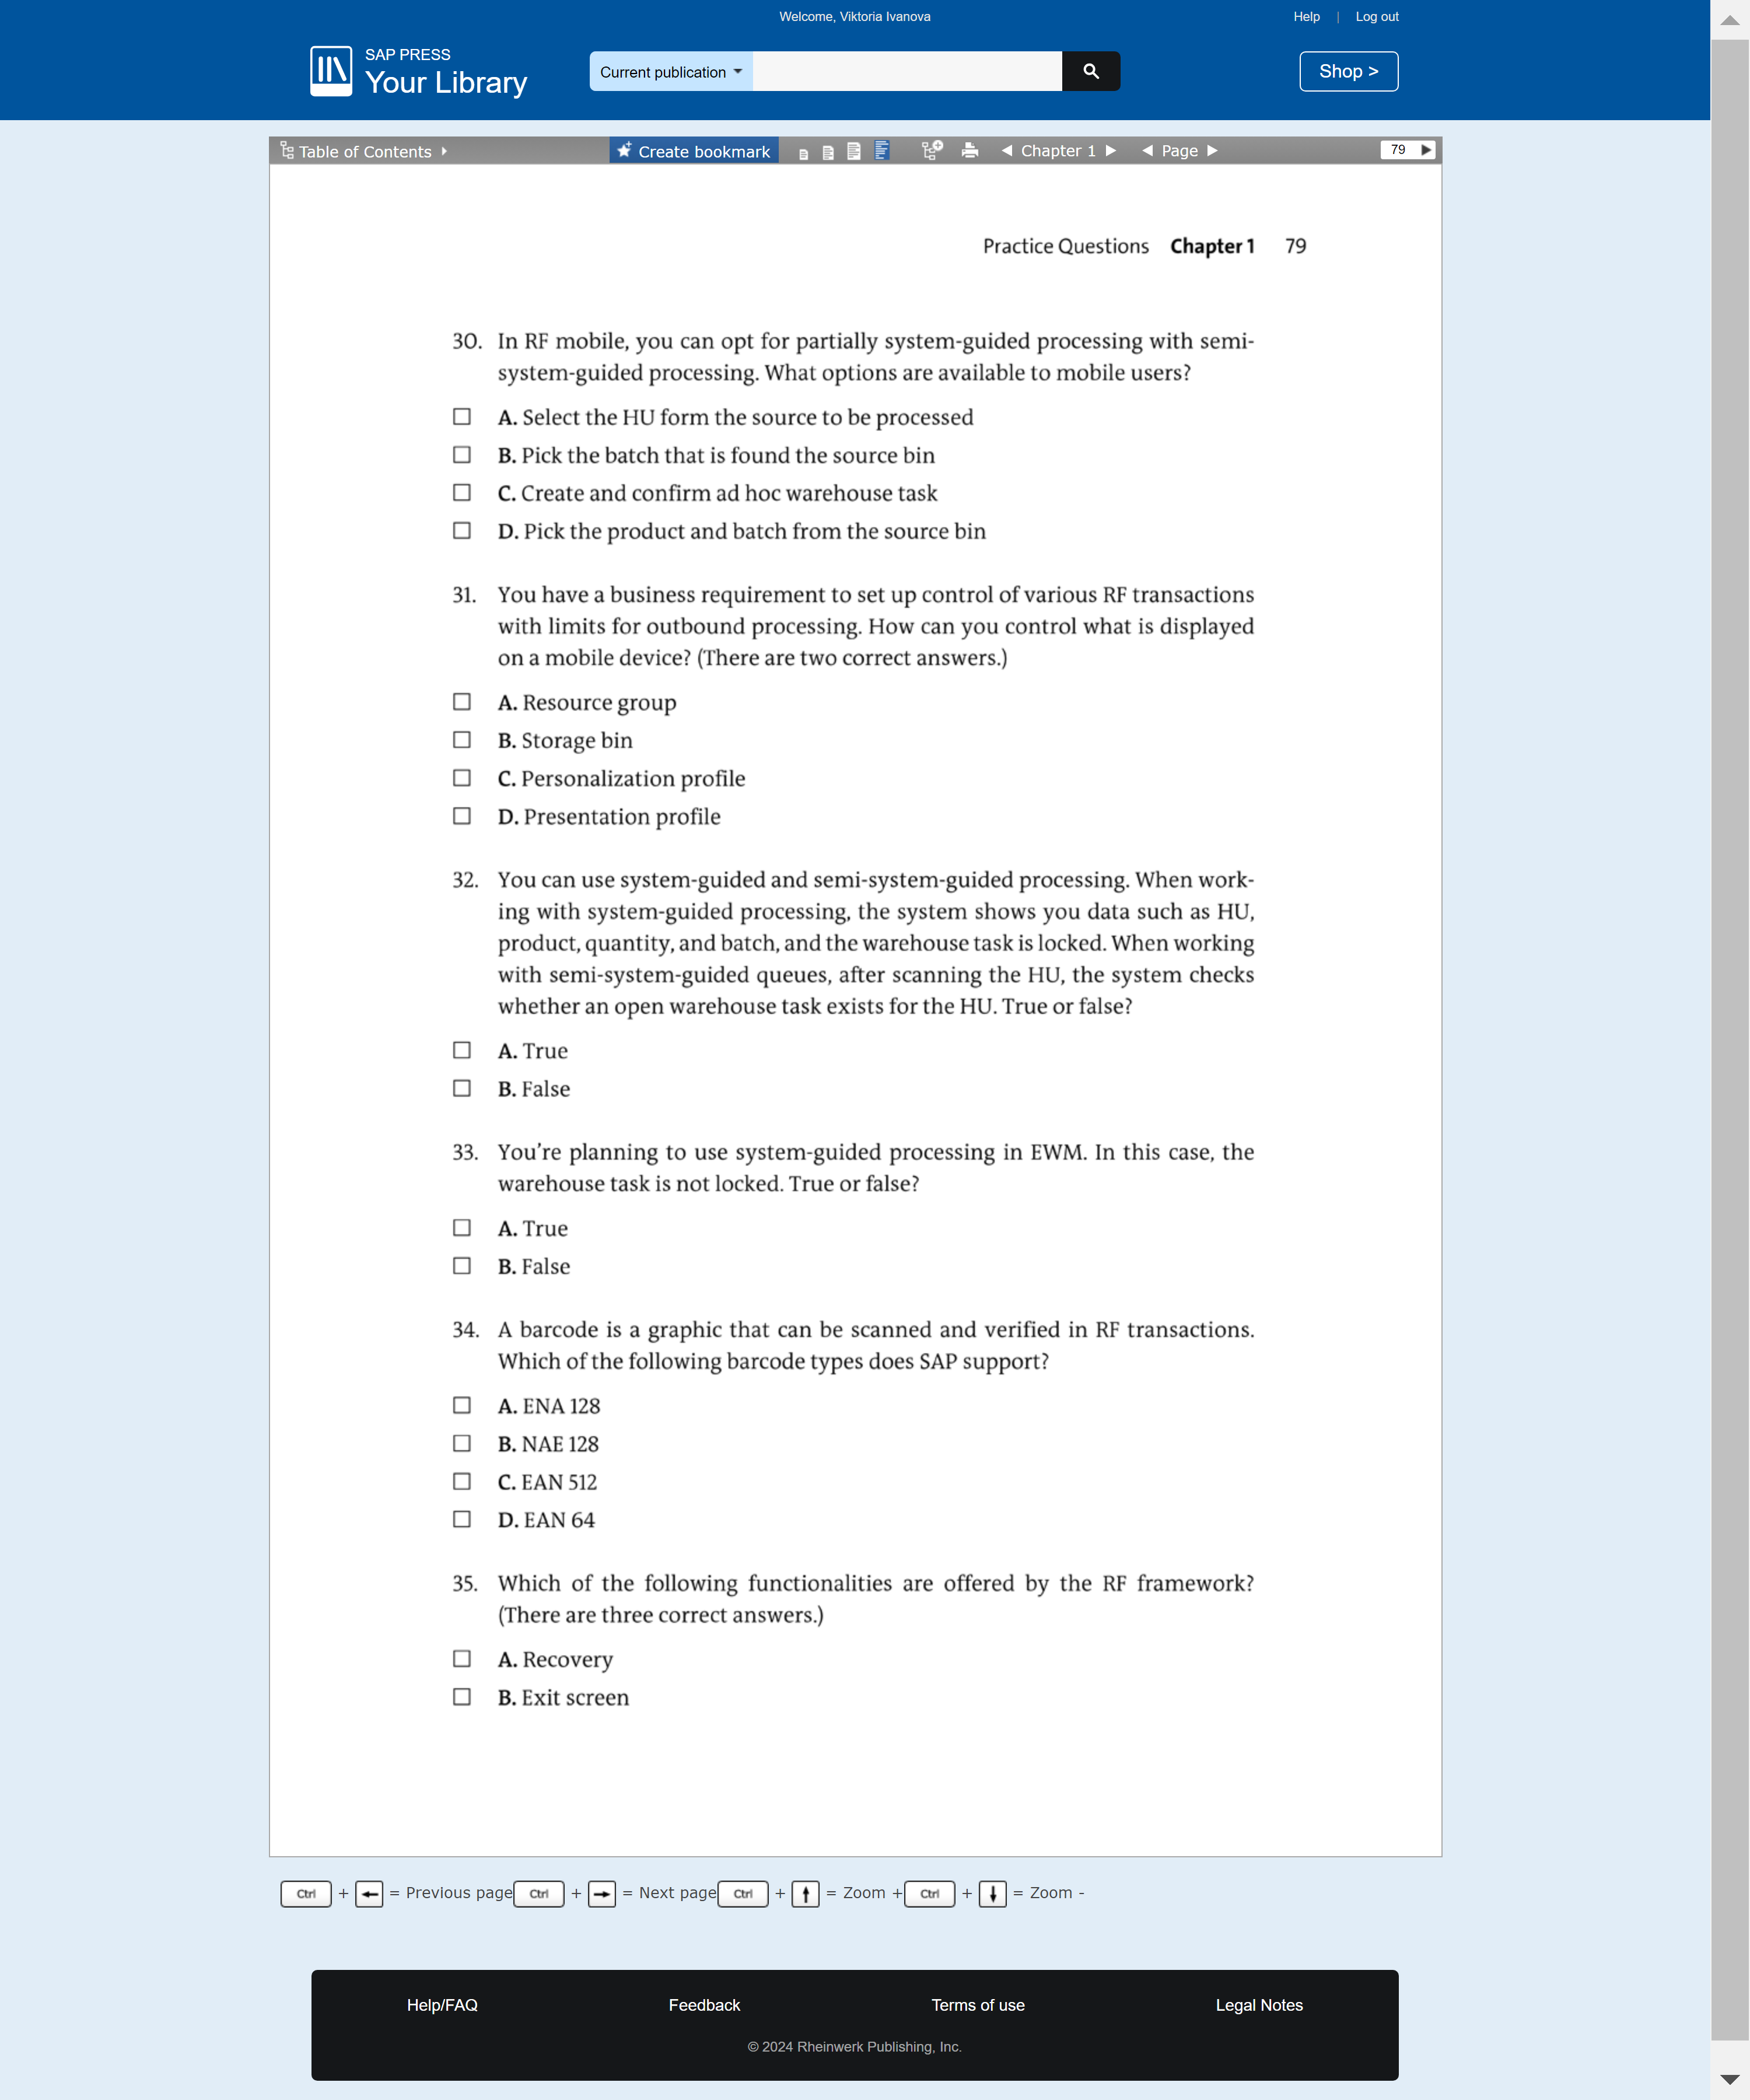 Welcome, Viktoria Ivanova
Help | Log out
SAP PRESS
Your Library
Current publication
Shop >
Table of Contents
Create bookmark
Chapter 1
Page
79
Practice Questions Chapter 1 79
30. In RF mobile, you can opt for partially system-guided processing with semi-
system-guided processing. What options are available to mobile users?
A. Select the HU form the source to be processed
B. Pick the batch that is found the source bin
C. Create and confirm ad hoc warehouse task
D. Pick the product and batch from the source bin
31. You have a business requirement to set up control of various RF transactions
with limits for outbound processing. How can you control what is displayed
on a mobile device? (There are two correct answers.)
A. Resource group
B. Storage bin
C. Personalization profile
D. Presentation profile
32. You can use system-guided and semi-system-guided processing. When work-
ing with system-guided processing, the system shows you data such as HU,
product, quantity, and batch, and the warehouse task is locked. When working
with semi-system-guided queues, after scanning the HU, the system checks
whether an open warehouse task exists for the HU. True or false?
A. True
B. False
33. You're planning to use system-guided processing in EWM. In this case, the
warehouse task is not locked. True or false?
A. True
B. False
34. A barcode is a graphic that can be scanned and verified in RF transactions.
Which of the following barcode types does SAP support?
A. ENA 128
B. NAE 128
C. EAN 512
D. EAN 64
35. Which of the following functionalities are offered by the RF framework?
(There are three correct answers.)
A. Recovery
B. Exit screen
Ctrl + ← = Previous page Ctrl + → = Next page Ctrl + ↑ = Zoom + Ctrl + ↓ = Zoom -
Help/FAQ
Feedback
Terms of use
Legal Notes
© 2024 Rheinwerk Publishing, Inc.